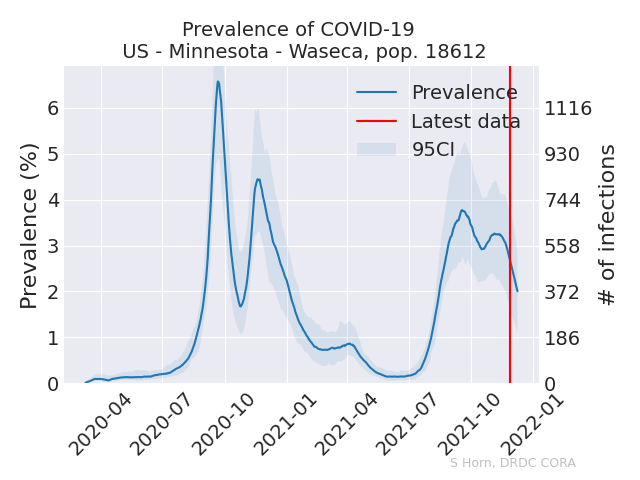 Prevalence of COVID-19
US - Minnesota - Waseca, pop. 18612
Prevalence
Latest data
95CI
Prevalence (%)
6
5
4
3
2
1
0
1116
930
744
558
372
186
0
# of infections
2020-04
2020-07
2020-10
2021-01
2021-04
2021-07
2021-10
2022-01
S Horn, DRDC CORA